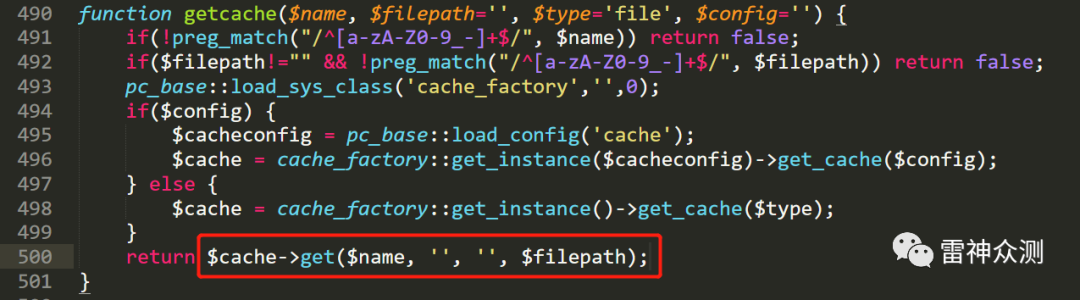 490 function getcache($name, $filepath='', $type='file', $config='') {
491     if(!preg_match("/^[a-zA-Z0-9_-]+$/", $name)) return false;
492     if($filepath!="" && !preg_match("/^[a-zA-Z0-9_-]+$/", $filepath)) return false;
493     pc_base::load_sys_class('cache_factory','',0);
494     if($config) {
495         $cacheconfig = pc_base::load_config('cache');
496         $cache = cache_factory::get_instance($cacheconfig)->get_cache($config);
497     } else {
498         $cache = cache_factory::get_instance()->get_cache($type);
499     }
500     return $cache->get($name, '', '', $filepath);
雷神众测
501 }